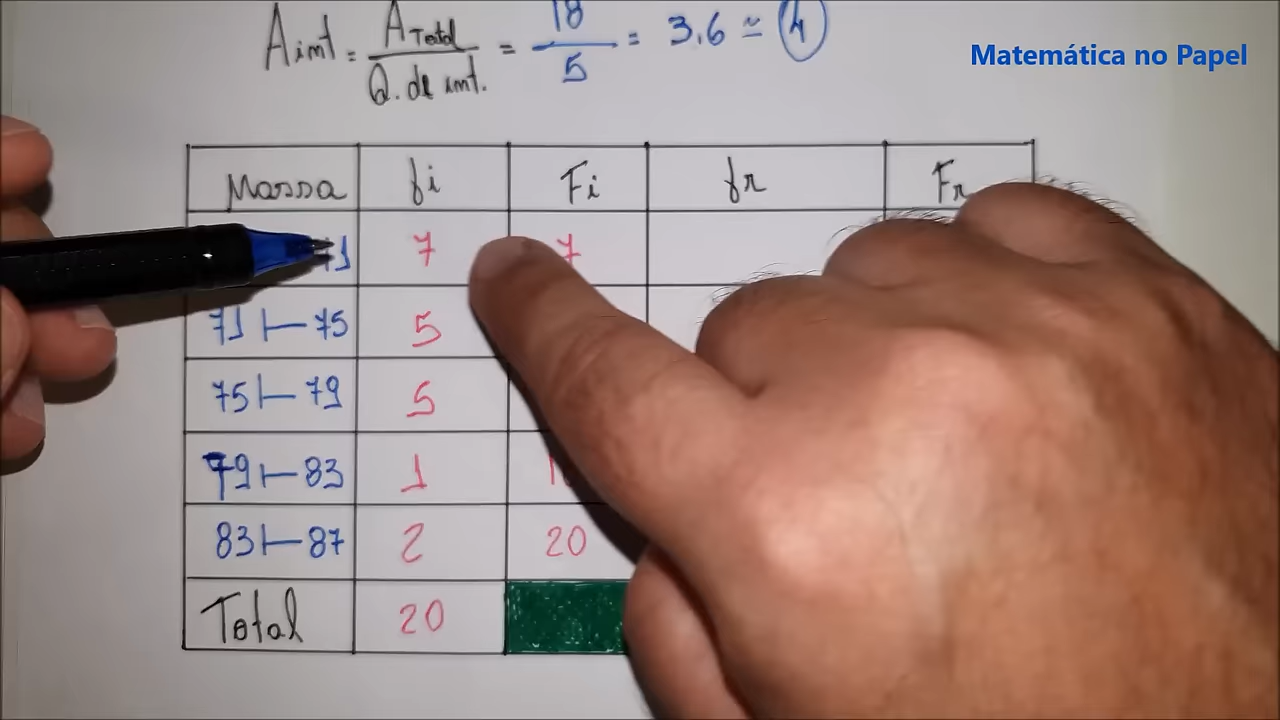 Aint = ATotal / Q. de int. = 18 / 5 = 3.6 ≃ 4
Matemática no Papel
Massa fi Fi fr Fr
71 7 7
71 ⊢ 75 5
75 ⊢ 79 5
79 ⊢ 83 1
83 ⊢ 87 2 20
Total 20